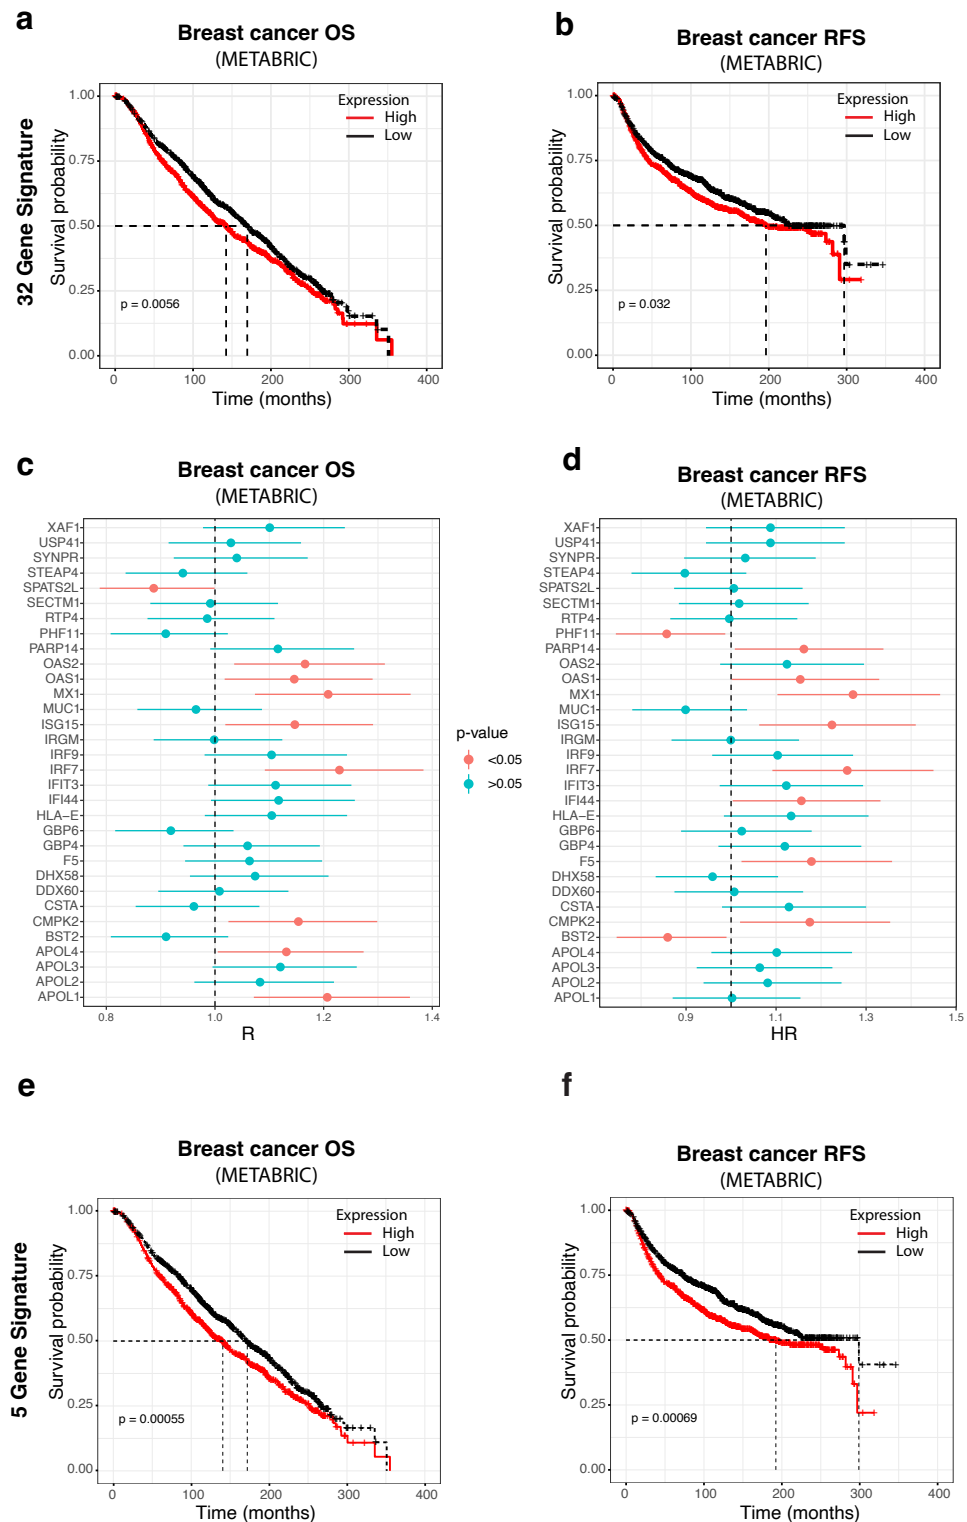 a
Breast cancer OS
(METABRIC)
32 Gene Signature
Survival probability
1.00
0.75
0.50
0.25
0.00
Expression
High
Low
p = 0.0056
0
100
200
300
400
Time (months)
b
Breast cancer RFS
(METABRIC)
Survival probability
1.00
0.75
0.50
0.25
0.00
Expression
High
Low
p = 0.032
0
100
200
300
400
Time (months)
c
Breast cancer OS
(METABRIC)
XAF1
USP41
SYNPR
STEAP4
SPATS2L
SECTM1
RTP4
PHF11
PARP14
OAS2
OAS1
MX1
MUC1
ISG15
IRGM
IRF9
IRF7
IFIT3
IFI44
HLA−E
GBP6
GBP4
F5
DHX58
DDX60
CSTA
CMPK2
BST2
APOL4
APOL3
APOL2
APOL1
0.8
1.0
1.2
1.4
R
p-value
<0.05
>0.05
d
Breast cancer RFS
(METABRIC)
XAF1
USP41
SYNPR
STEAP4
SPATS2L
SECTM1
RTP4
PHF11
PARP14
OAS2
OAS1
MX1
MUC1
ISG15
IRGM
IRF9
IRF7
IFIT3
IFI44
HLA−E
GBP6
GBP4
F5
DHX58
DDX60
CSTA
CMPK2
BST2
APOL4
APOL3
APOL2
APOL1
0.9
1.1
1.3
1.5
HR
e
Breast cancer OS
(METABRIC)
5 Gene Signature
Survival probability
1.00
0.75
0.50
0.25
0.00
Expression
High
Low
p = 0.00055
0
100
200
300
400
Time (months)
f
Breast cancer RFS
(METABRIC)
Survival probability
1.00
0.75
0.50
0.25
0.00
Expression
High
Low
p = 0.00069
0
100
200
300
400
Time (months)